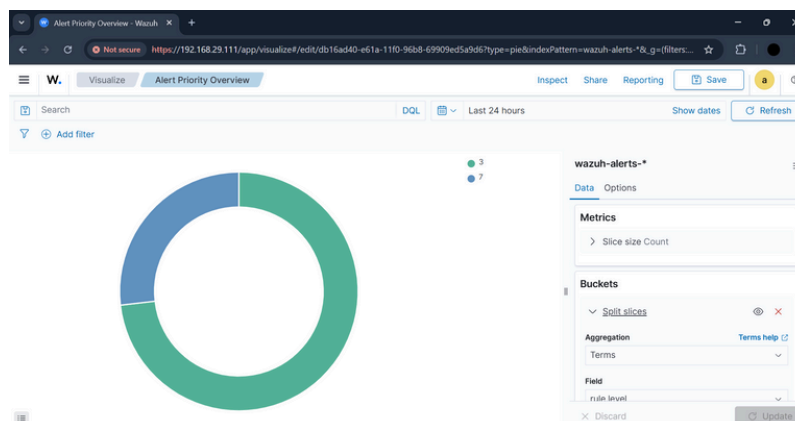 Alert Priority Overview - Wazuh
Not secure https://192.168.29.111/app/visualize#/edit/db16ad40-e61a-11f0-96b8-69909ed5a9d6?type=pie&indexPattern=wazuh-alerts-*&_g=(filters:...
W. Visualize Alert Priority Overview Inspect Share Reporting Save a
Search DQL Last 24 hours Show dates Refresh
Add filter
3
7
wazuh-alerts-*
Data Options
Metrics
Slice size Count
Buckets
Split slices
Aggregation Terms help
Terms
Field
rule.level
Discard Update